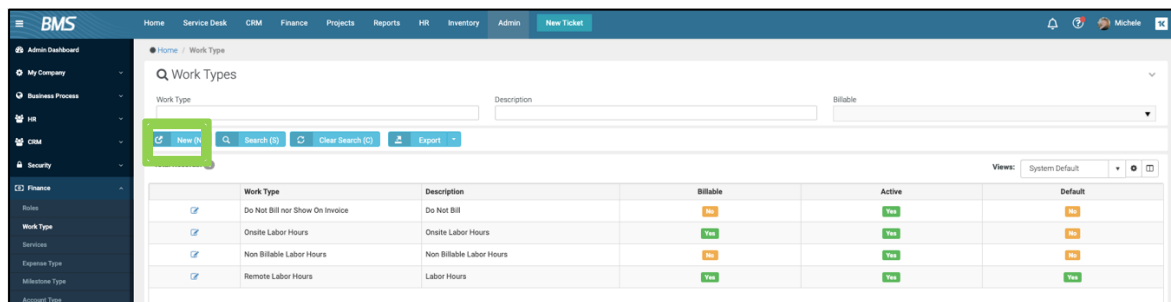 BMS Home Service Desk CRM Finance Projects Reports HR Inventory Admin New Ticket Michele
Admin Dashboard
My Company
Business Process
HR
CRM
Security
Finance
Roles
Work Type
Services
Expense Type
Milestone Type
Account Type
Home / Work Type
Work Types
Work Type Description Billable
New (N Search (S) Clear Search (C) Export
Views: System Default
Work Type Description Billable Active Default
Do Not Bill nor Show On Invoice Do Not Bill No Yes No
Onsite Labor Hours Onsite Labor Hours Yes Yes No
Non Billable Labor Hours Non Billable Labor Hours No Yes No
Remote Labor Hours Labor Hours Yes Yes Yes